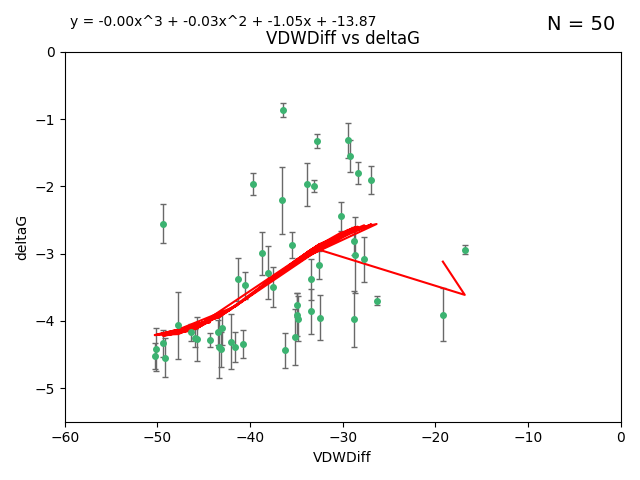 y = -0.00x^3 + -0.03x^2 + -1.05x + -13.87
N = 50
VDWDiff vs deltaG
0
−1
−2
−3
−4
−5
deltaG
−60
−50
−40
−30
−20
−10
0
VDWDiff